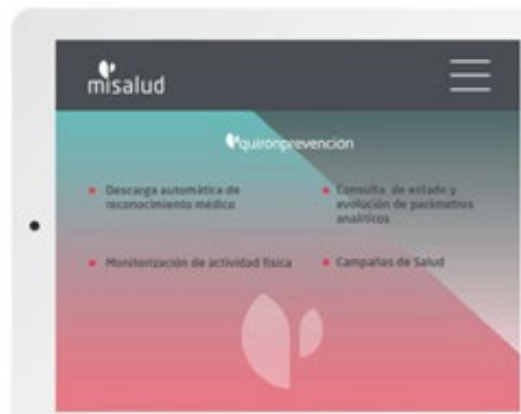 misalud
quirónprevención
Descarga automática de
reconocimiento médico
Consulta de estado y
evolución de parámetros
analíticos
Monitorización de actividad física
Campañas de Salud